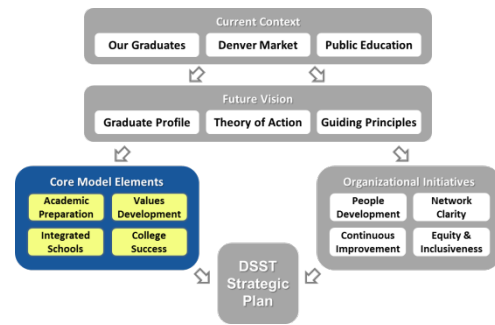 Current Context
Our Graduates
Denver Market
Public Education
Future Vision
Graduate Profile
Theory of Action
Guiding Principles
Core Model Elements
Academic
Preparation
Values
Development
Integrated
Schools
College
Success
Organizational Initiatives
People
Development
Network
Clarity
Continuous
Improvement
Equity &
Inclusiveness
DSST
Strategic
Plan